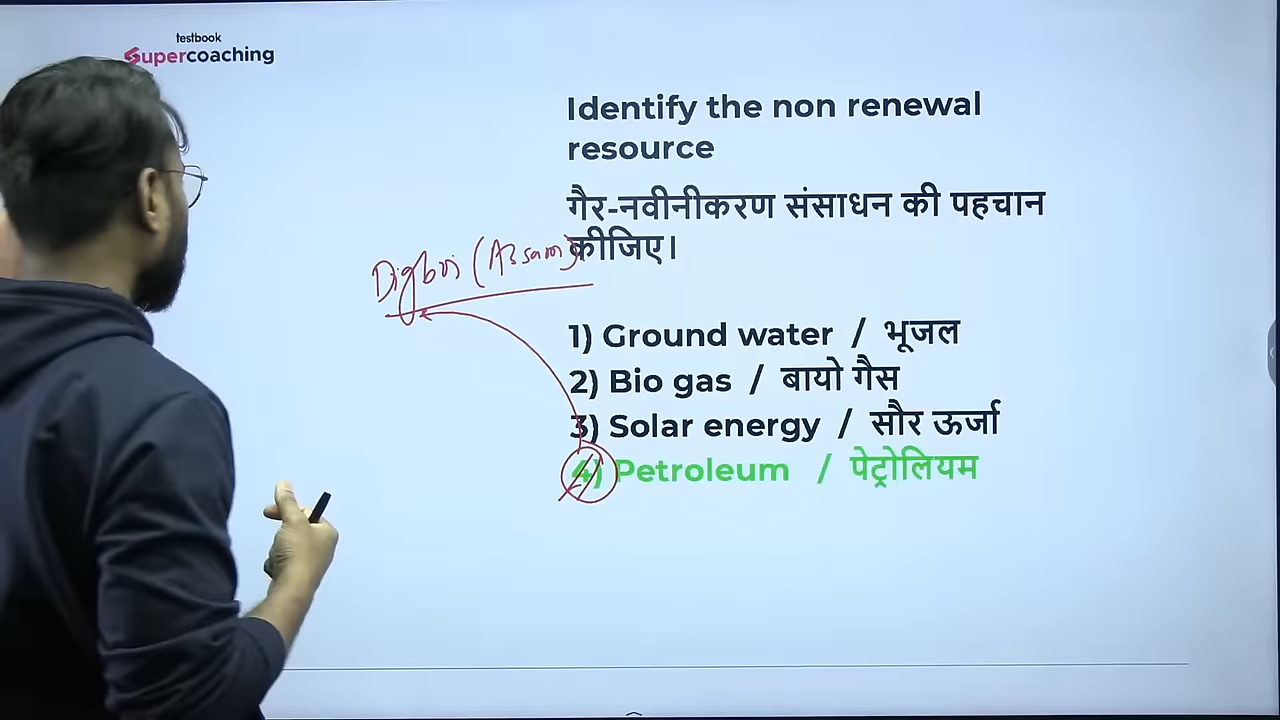 testbook
Supercoaching
Identify the non renewal
resource
गैर-नवीनीकरण संसाधन की पहचान
कीजिए।
Digboi (Assam)
1) Ground water / भूजल
2) Bio gas / बायो गैस
3) Solar energy / सौर ऊर्जा
4) Petroleum / पेट्रोलियम